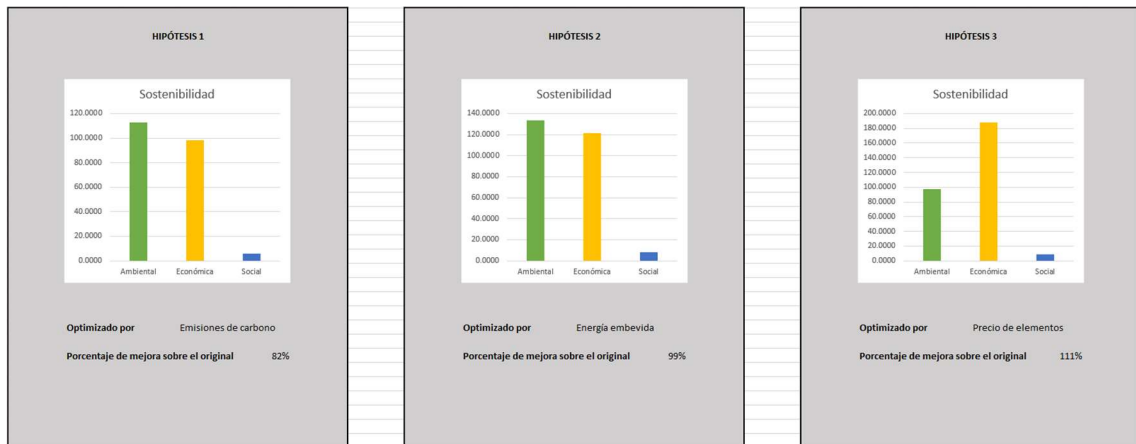 HIPÓTESIS 1
Sostenibilidad
120.0000
100.0000
80.0000
60.0000
40.0000
20.0000
0.0000
Ambiental Económica Social
Optimizado por Emisiones de carbono
Porcentaje de mejora sobre el original 82%
HIPÓTESIS 2
Sostenibilidad
140.0000
120.0000
100.0000
80.0000
60.0000
40.0000
20.0000
0.0000
Ambiental Económica Social
Optimizado por Energía embevida
Porcentaje de mejora sobre el original 99%
HIPÓTESIS 3
Sostenibilidad
200.0000
180.0000
160.0000
140.0000
120.0000
100.0000
80.0000
60.0000
40.0000
20.0000
0.0000
Ambiental Económica Social
Optimizado por Precio de elementos
Porcentaje de mejora sobre el original 111%